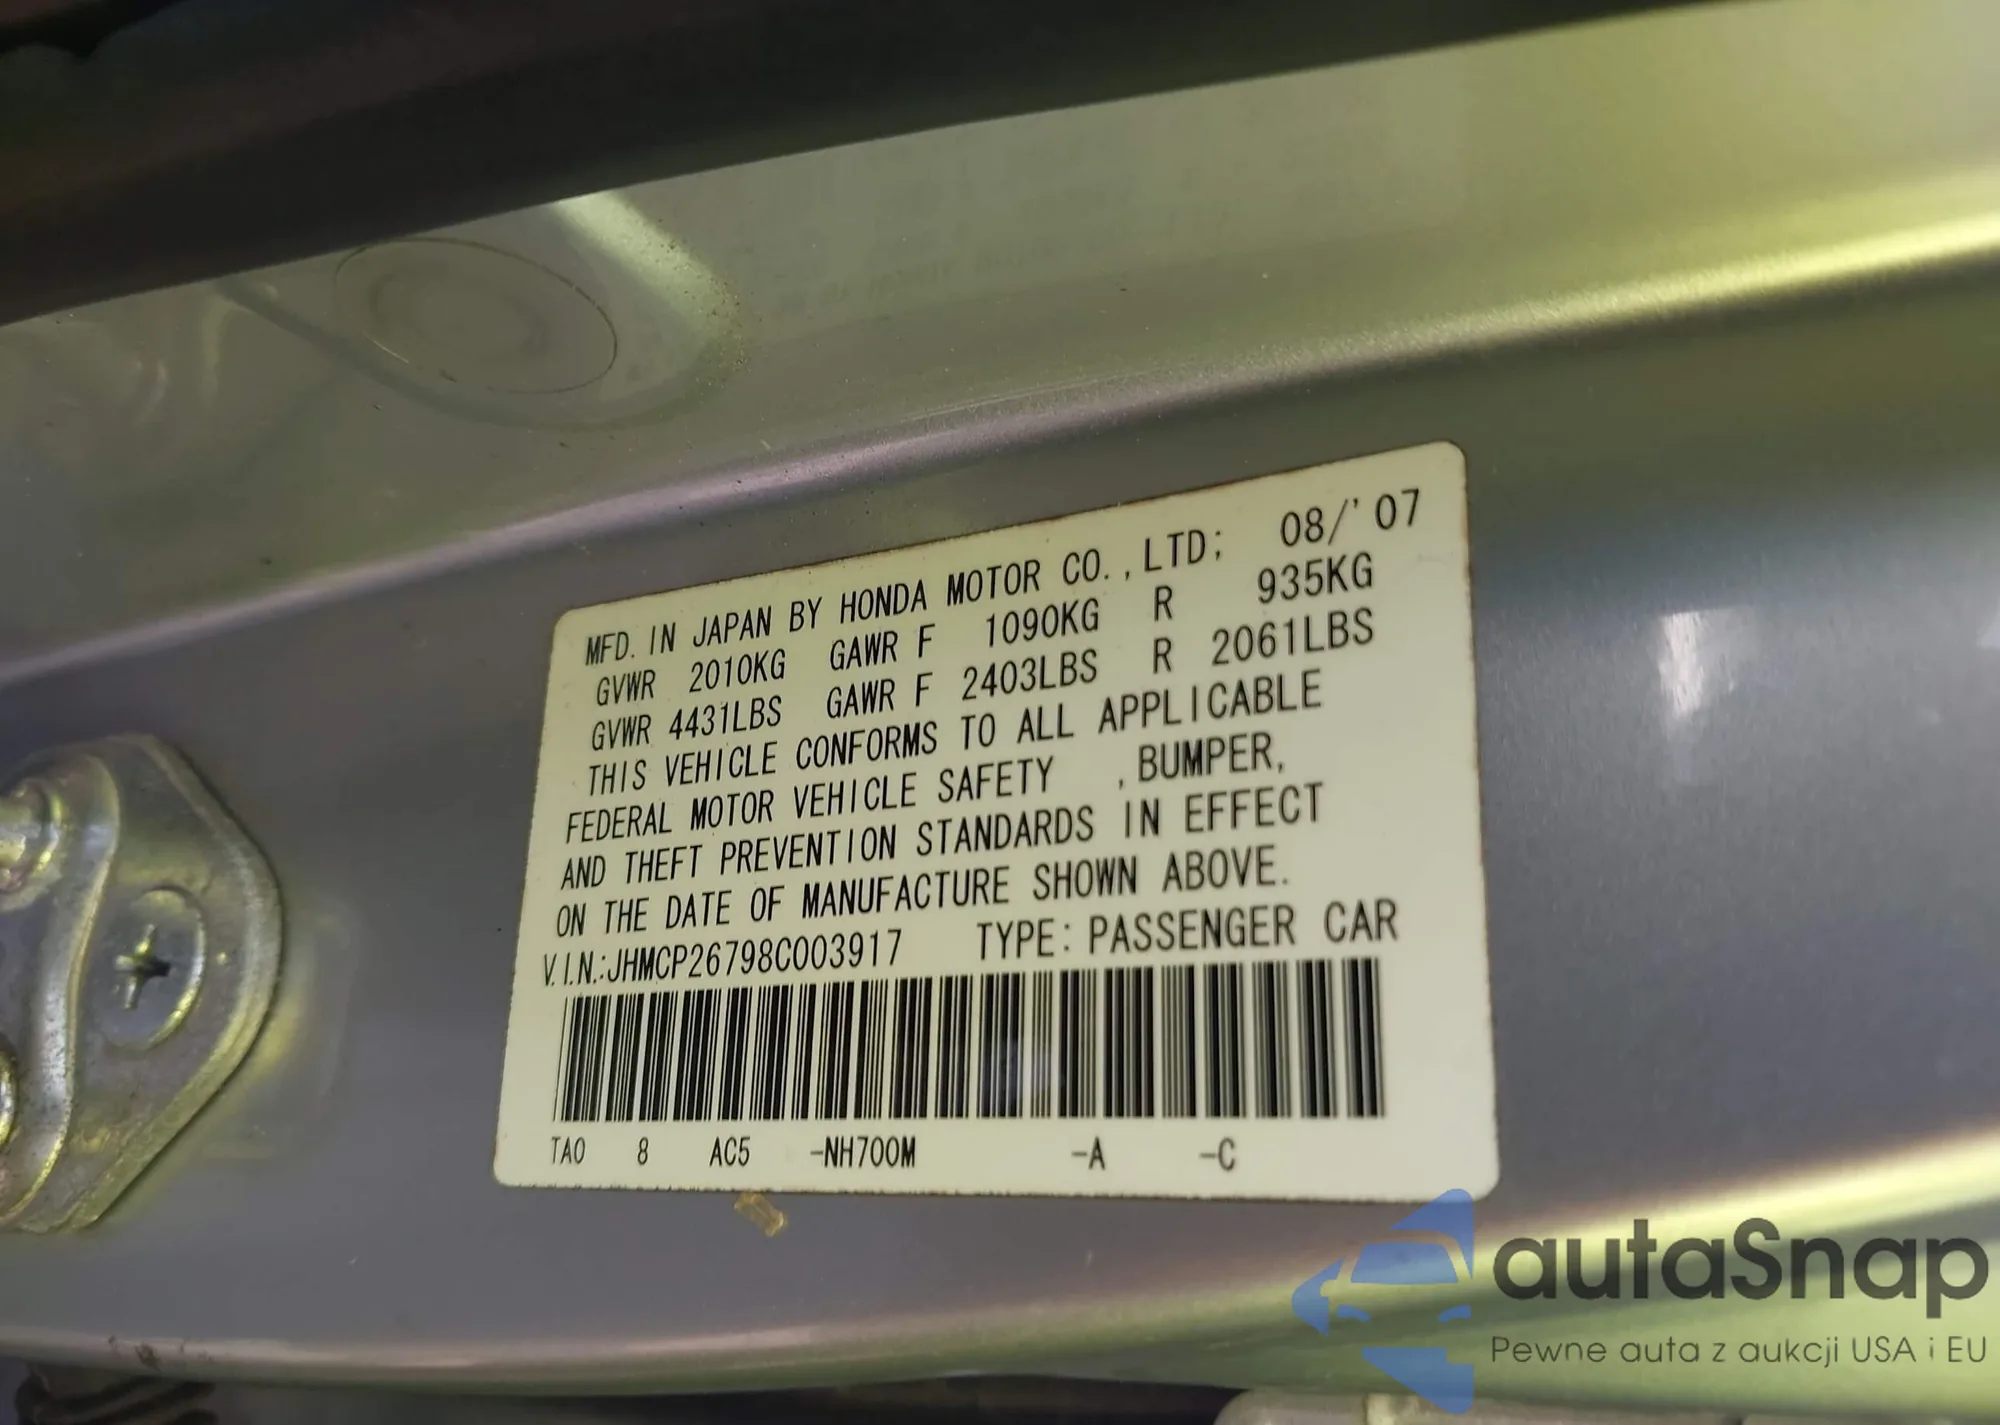 MFD. IN JAPAN BY HONDA MOTOR CO., LTD; 08/'07
GVWR 2010KG GAWR F 1090KG R 935KG
GVWR 4431LBS GAWR F 2403LBS R 2061LBS
THIS VEHICLE CONFORMS TO ALL APPLICABLE
FEDERAL MOTOR VEHICLE SAFETY , BUMPER,
AND THEFT PREVENTION STANDARDS IN EFFECT
ON THE DATE OF MANUFACTURE SHOWN ABOVE.
V.I.N.:JHMCP26798C003917 TYPE: PASSENGER CAR
TA0 8 AC5 -NH700M -A -C
autaSnap
Pewne auta z aukcji USA i EU